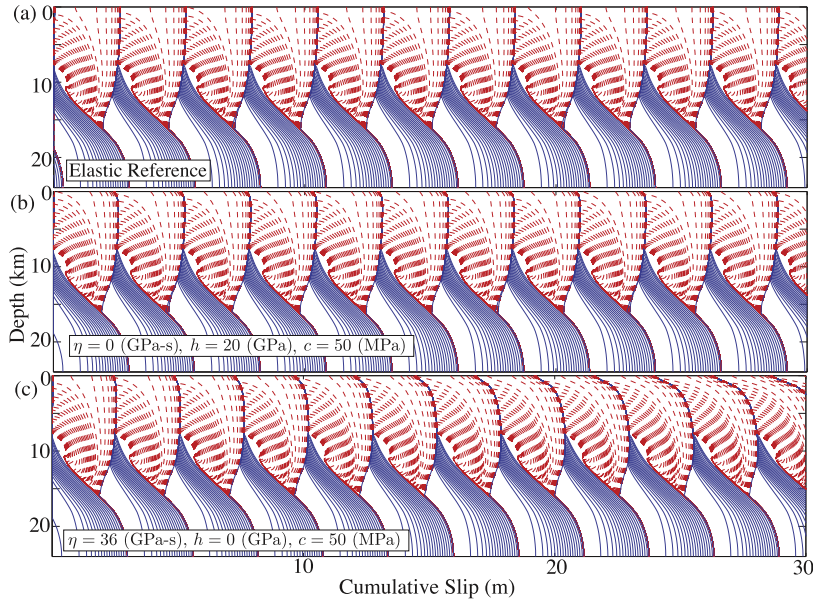 (a)
0
10
20
Elastic Reference
(b)
0
10
20
Depth (km)
η = 0 (GPa-s), h = 20 (GPa), c = 50 (MPa)
(c)
0
10
20
η = 36 (GPa-s), h = 0 (GPa), c = 50 (MPa)
10 20 30
Cumulative Slip (m)